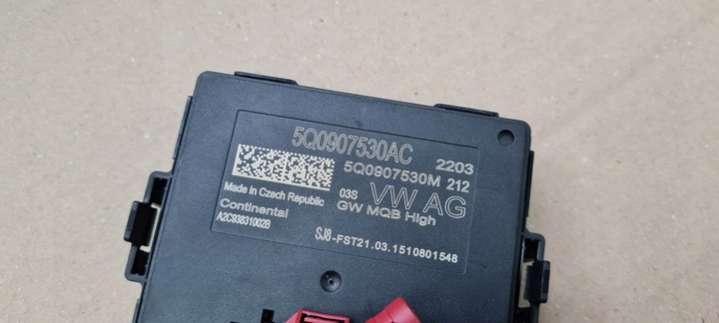 5Q0907530AC
2203
5Q0907530M 212
Made in Czech Republic
03S VW AG
Continental
GW MQB High
A2C93831002B
SJ8-FST21.03.1510801548